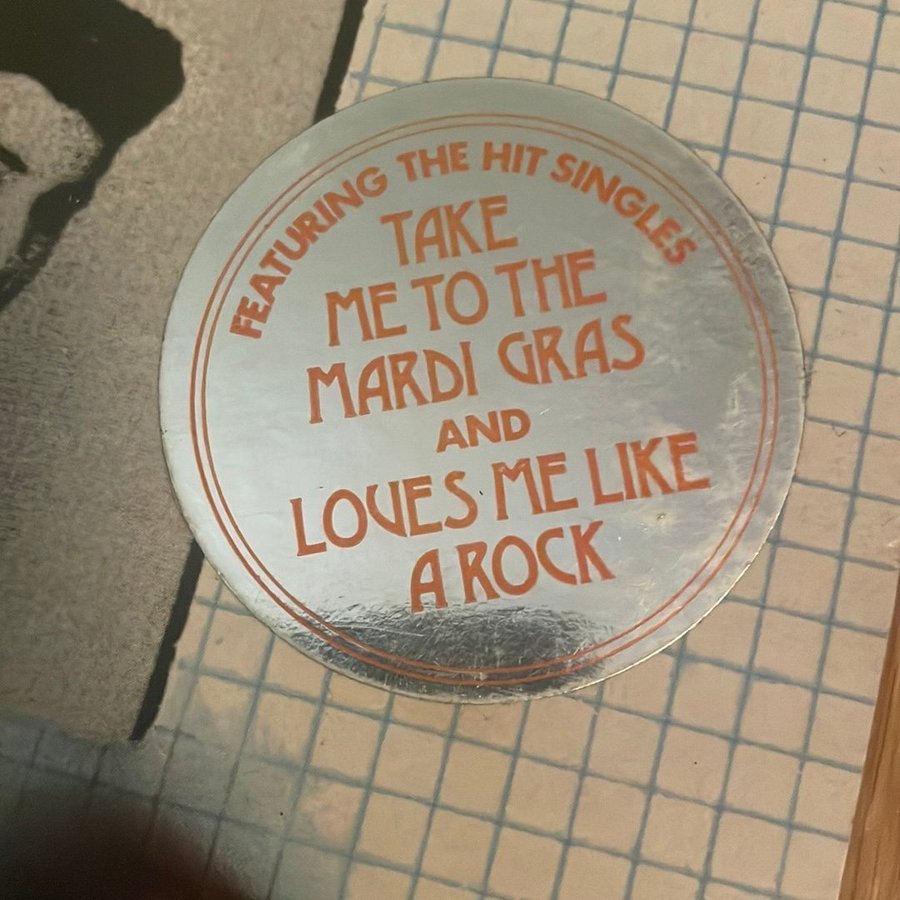 FEATURING THE HIT SINGLES
TAKE
ME TO THE
MARDI GRAS
AND
LOVES ME LIKE
A ROCK